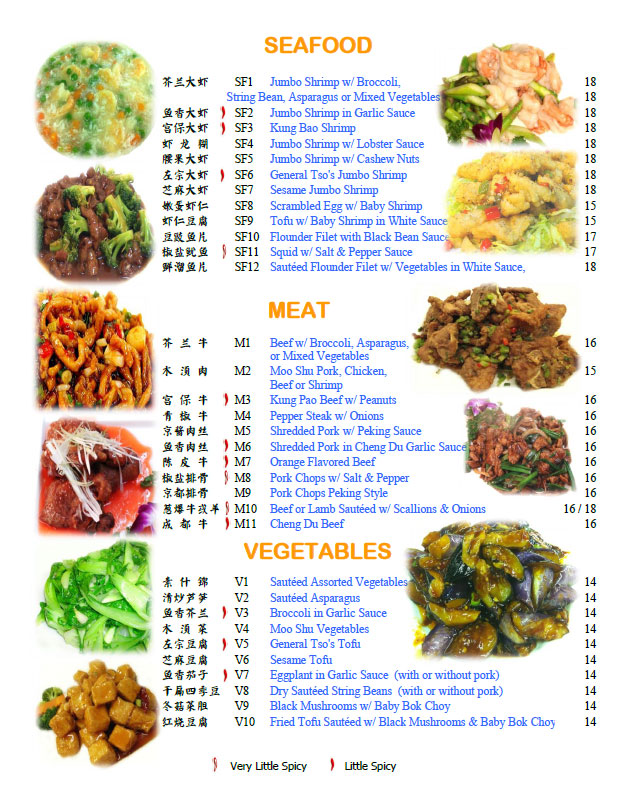 SEAFOOD
芥兰大虾 SF1 Jumbo Shrimp w/ Broccoli, 18
String Bean, Asparagus or Mixed Vegetables 18
鱼香大虾 SF2 Jumbo Shrimp in Garlic Sauce 18
宫保大虾 SF3 Kung Bao Shrimp 18
虾 龙 糊 SF4 Jumbo Shrimp w/ Lobster Sauce 18
腰果大虾 SF5 Jumbo Shrimp w/ Cashew Nuts 18
左宗大虾 SF6 General Tso's Jumbo Shrimp 18
芝麻大虾 SF7 Sesame Jumbo Shrimp 18
嫩蛋虾仁 SF8 Scrambled Egg w/ Baby Shrimp 15
虾仁豆腐 SF9 Tofu w/ Baby Shrimp in White Sauce 15
豆豉鱼片 SF10 Flounder Filet with Black Bean Sauce 17
椒盐鱿鱼 SF11 Squid w/ Salt & Pepper Sauce 17
鲜溜鱼片 SF12 Sautéed Flounder Filet w/ Vegetables in White Sauce, 18
MEAT
芥 兰 牛 M1 Beef w/ Broccoli, Asparagus, 16
or Mixed Vegetables
木 须 肉 M2 Moo Shu Pork, Chicken, 15
Beef or Shrimp
宫 保 牛 M3 Kung Pao Beef w/ Peanuts 16
青 椒 牛 M4 Pepper Steak w/ Onions 16
京酱肉丝 M5 Shredded Pork w/ Peking Sauce 16
鱼香肉丝 M6 Shredded Pork in Cheng Du Garlic Sauce 16
陈 皮 牛 M7 Orange Flavored Beef 16
椒盐排骨 M8 Pork Chops w/ Salt & Pepper 16
京都排骨 M9 Pork Chops Peking Style 16
葱爆牛或羊 M10 Beef or Lamb Sautéed w/ Scallions & Onions 16 / 18
成 都 牛 M11 Cheng Du Beef 16
VEGETABLES
素 什 锦 V1 Sautéed Assorted Vegetables 14
清炒芦笋 V2 Sautéed Asparagus 14
鱼香芥兰 V3 Broccoli in Garlic Sauce 14
木 須 菜 V4 Moo Shu Vegetables 14
左宗豆腐 V5 General Tso's Tofu 14
芝麻豆腐 V6 Sesame Tofu 14
鱼香茄子 V7 Eggplant in Garlic Sauce (with or without pork) 14
干扁四季豆 V8 Dry Sautéed String Beans (with or without pork) 14
冬菇菜胆 V9 Black Mushrooms w/ Baby Bok Choy 14
红烧豆腐 V10 Fried Tofu Sautéed w/ Black Mushrooms & Baby Bok Choy 14
Very Little Spicy Little Spicy